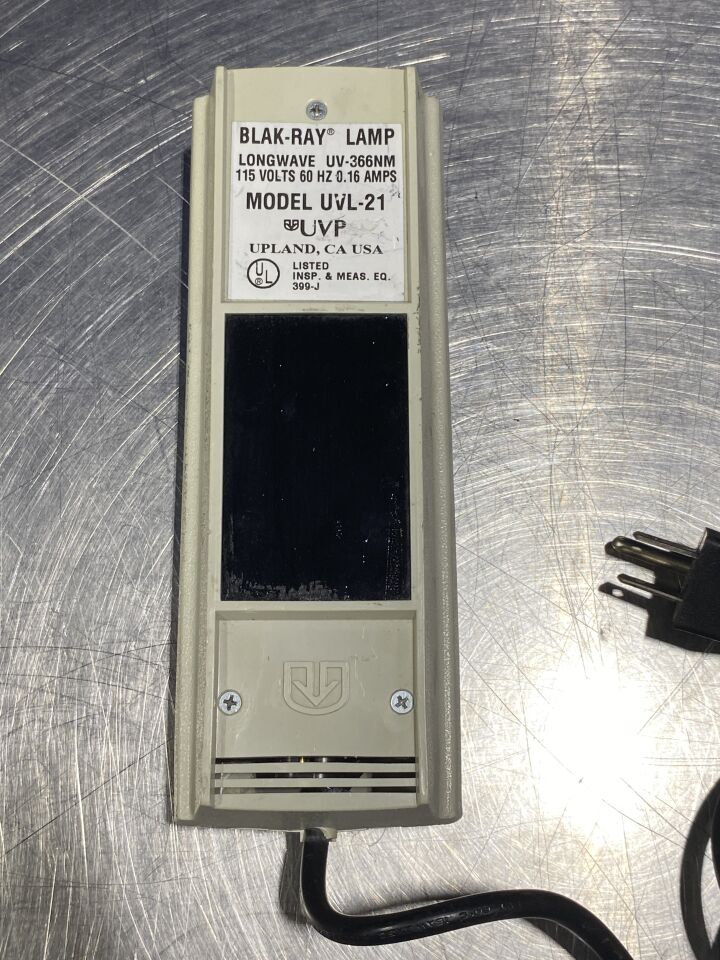 BLAK-RAY® LAMP
LONGWAVE UV-366NM
115 VOLTS 60 HZ 0.16 AMPS
MODEL UVL-21
UVP
UPLAND, CA USA
UL ®
LISTED
INSP. & MEAS. EQ.
399-J